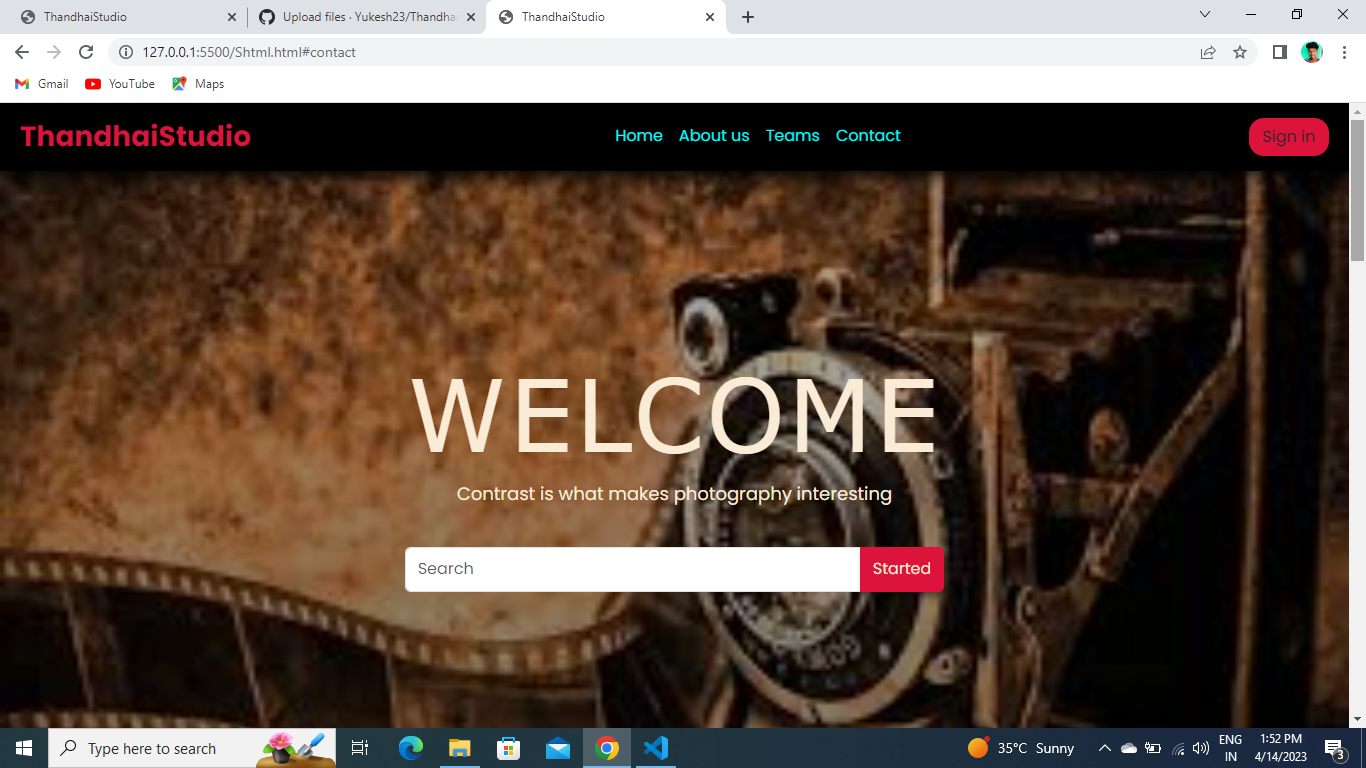 ThandhaiStudio
Upload files · Yukesh23/Thandha
ThandhaiStudio
127.0.0.1:5500/Shtml.html#contact
Gmail
YouTube
Maps
ThandhaiStudio
Home
About us
Teams
Contact
Sign in
WELCOME
Contrast is what makes photography interesting
Search
Started
Type here to search
35°C Sunny
ENG
IN
1:52 PM
4/14/2023
3